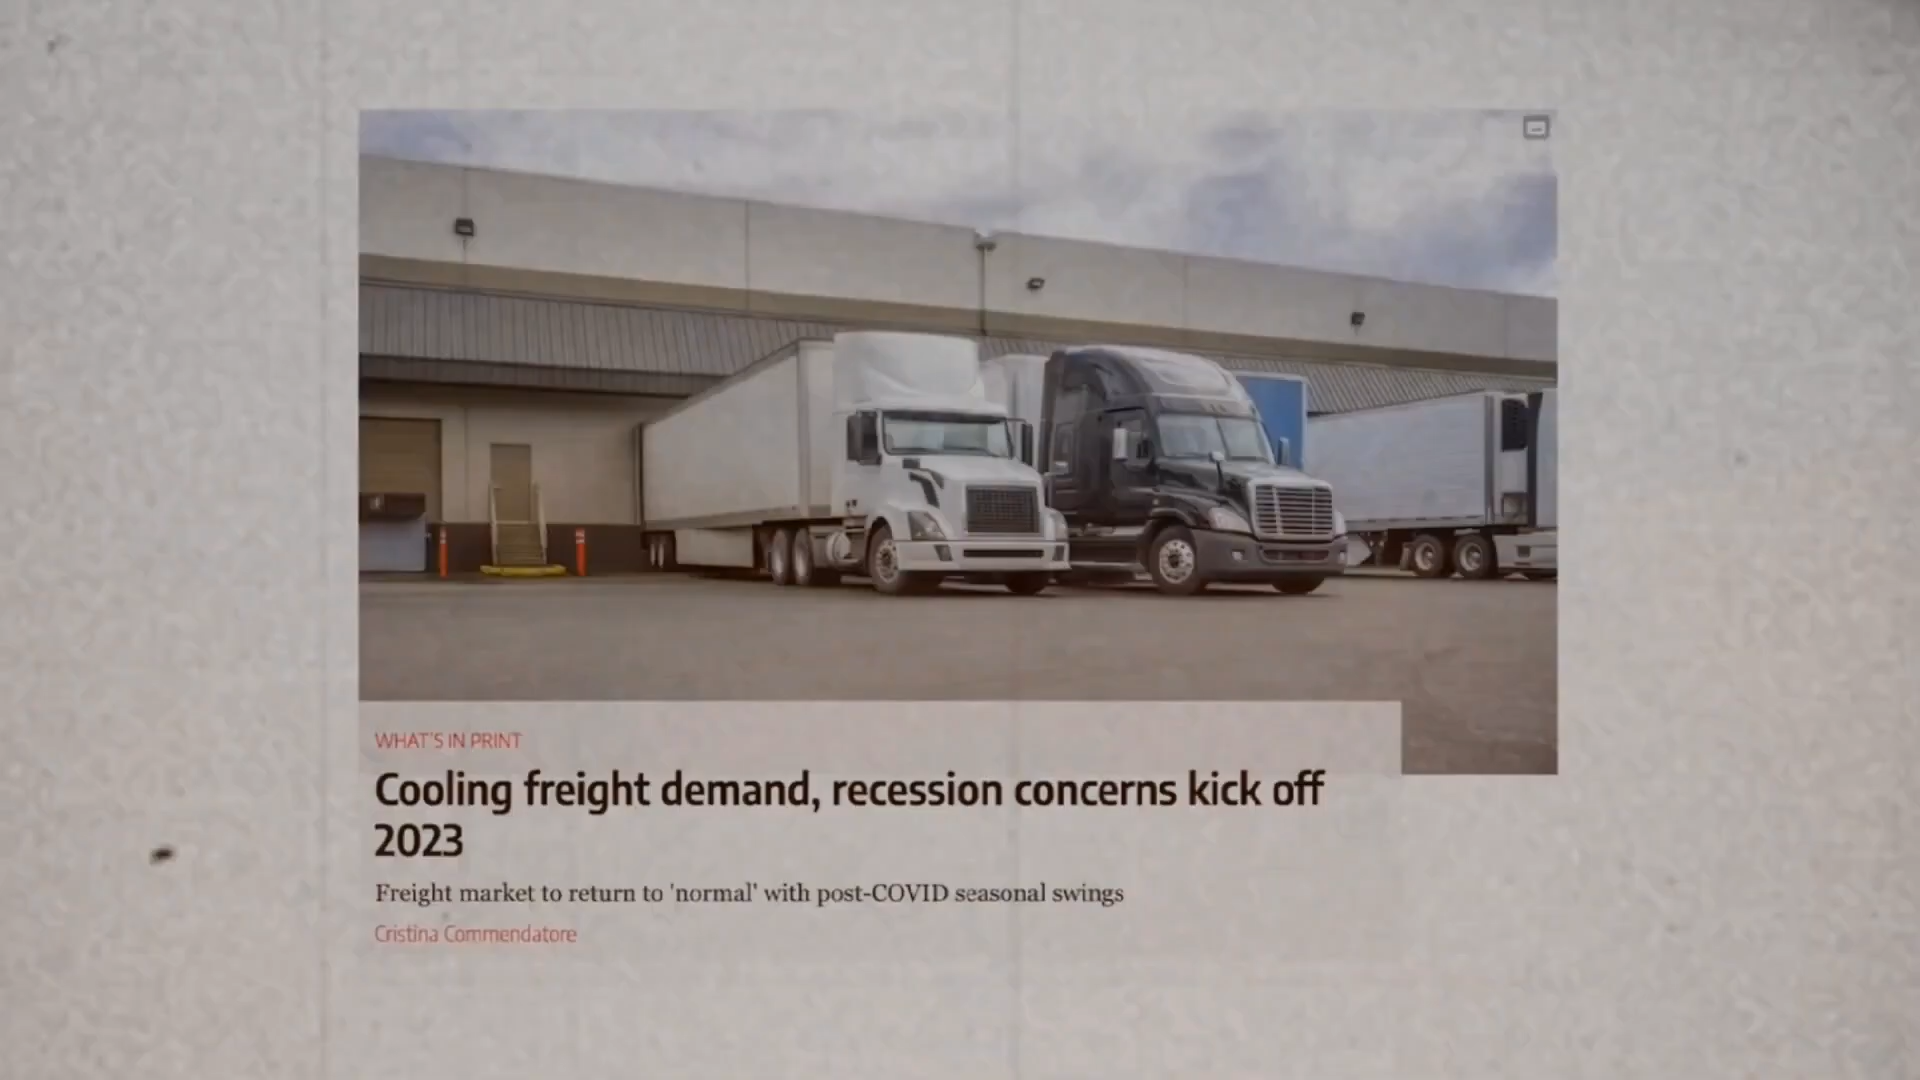 WHAT'S IN PRINT
Cooling freight demand, recession concerns kick off
2023
Freight market to return to 'normal' with post-COVID seasonal swings
Cristina Commendatore